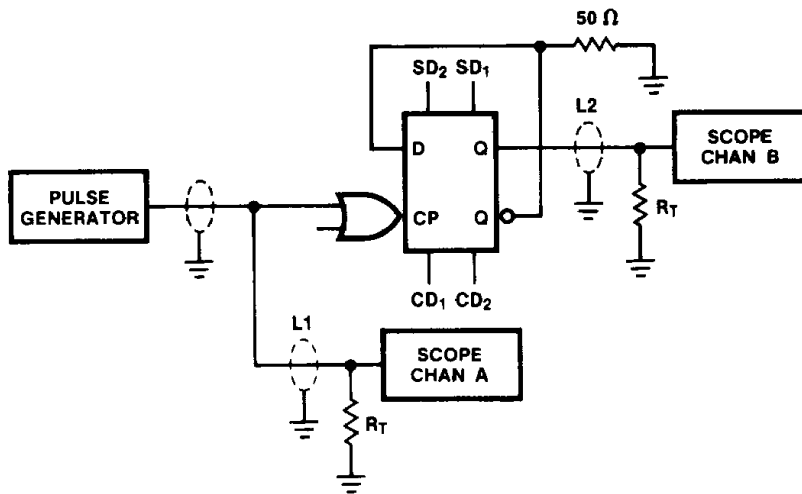 50 Ω
SD2 SD1
L2
D Q
SCOPE
CHAN B
PULSE
GENERATOR
CP Q
RT
CD1 CD2
L1
SCOPE
CHAN A
RT